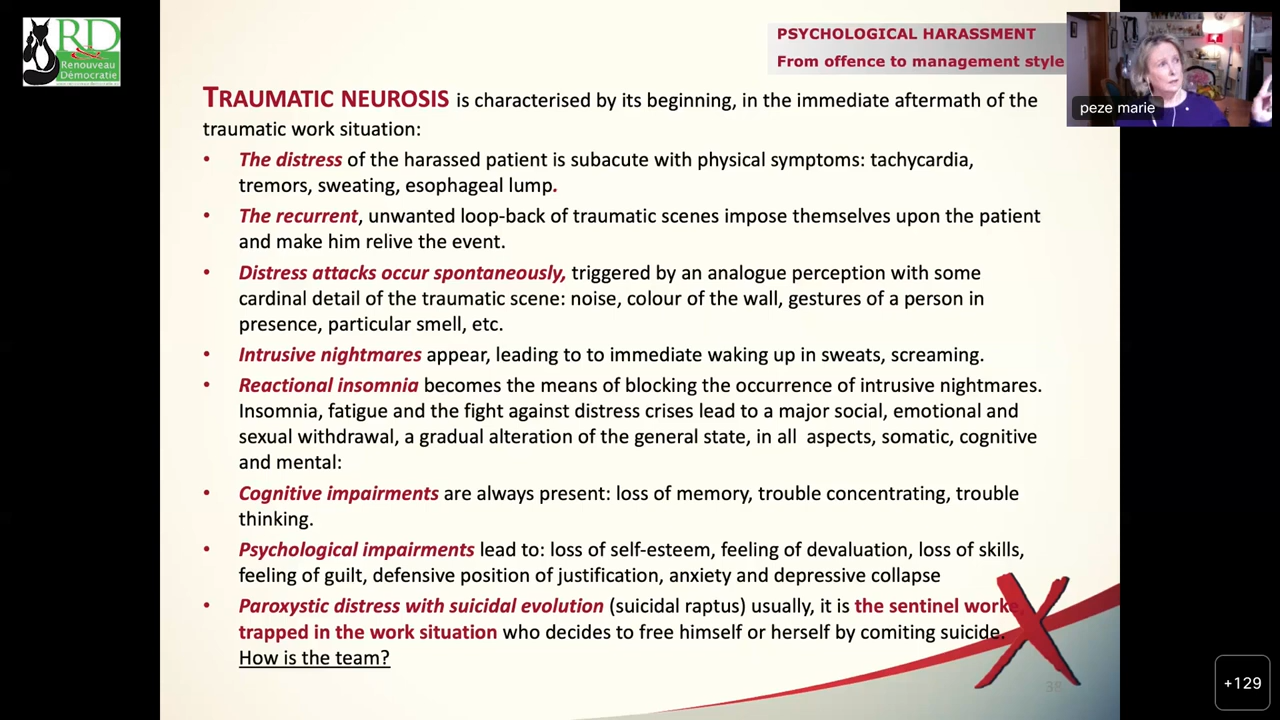 RD
Renouveau
& Démocratie
PSYCHOLOGICAL HARASSMENT
From offence to management style
peze marie
TRAUMATIC NEUROSIS is characterised by its beginning, in the immediate aftermath of the
traumatic work situation:
• The distress of the harassed patient is subacute with physical symptoms: tachycardia,
tremors, sweating, esophageal lump.
• The recurrent, unwanted loop-back of traumatic scenes impose themselves upon the patient
and make him relive the event.
• Distress attacks occur spontaneously, triggered by an analogue perception with some
cardinal detail of the traumatic scene: noise, colour of the wall, gestures of a person in
presence, particular smell, etc.
• Intrusive nightmares appear, leading to to immediate waking up in sweats, screaming.
• Reactional insomnia becomes the means of blocking the occurrence of intrusive nightmares.
Insomnia, fatigue and the fight against distress crises lead to a major social, emotional and
sexual withdrawal, a gradual alteration of the general state, in all aspects, somatic, cognitive
and mental:
• Cognitive impairments are always present: loss of memory, trouble concentrating, trouble
thinking.
• Psychological impairments lead to: loss of self-esteem, feeling of devaluation, loss of skills,
feeling of guilt, defensive position of justification, anxiety and depressive collapse
• Paroxystic distress with suicidal evolution (suicidal raptus) usually, it is the sentinel worke
trapped in the work situation who decides to free himself or herself by comiting suicide.
How is the team?
38
+129